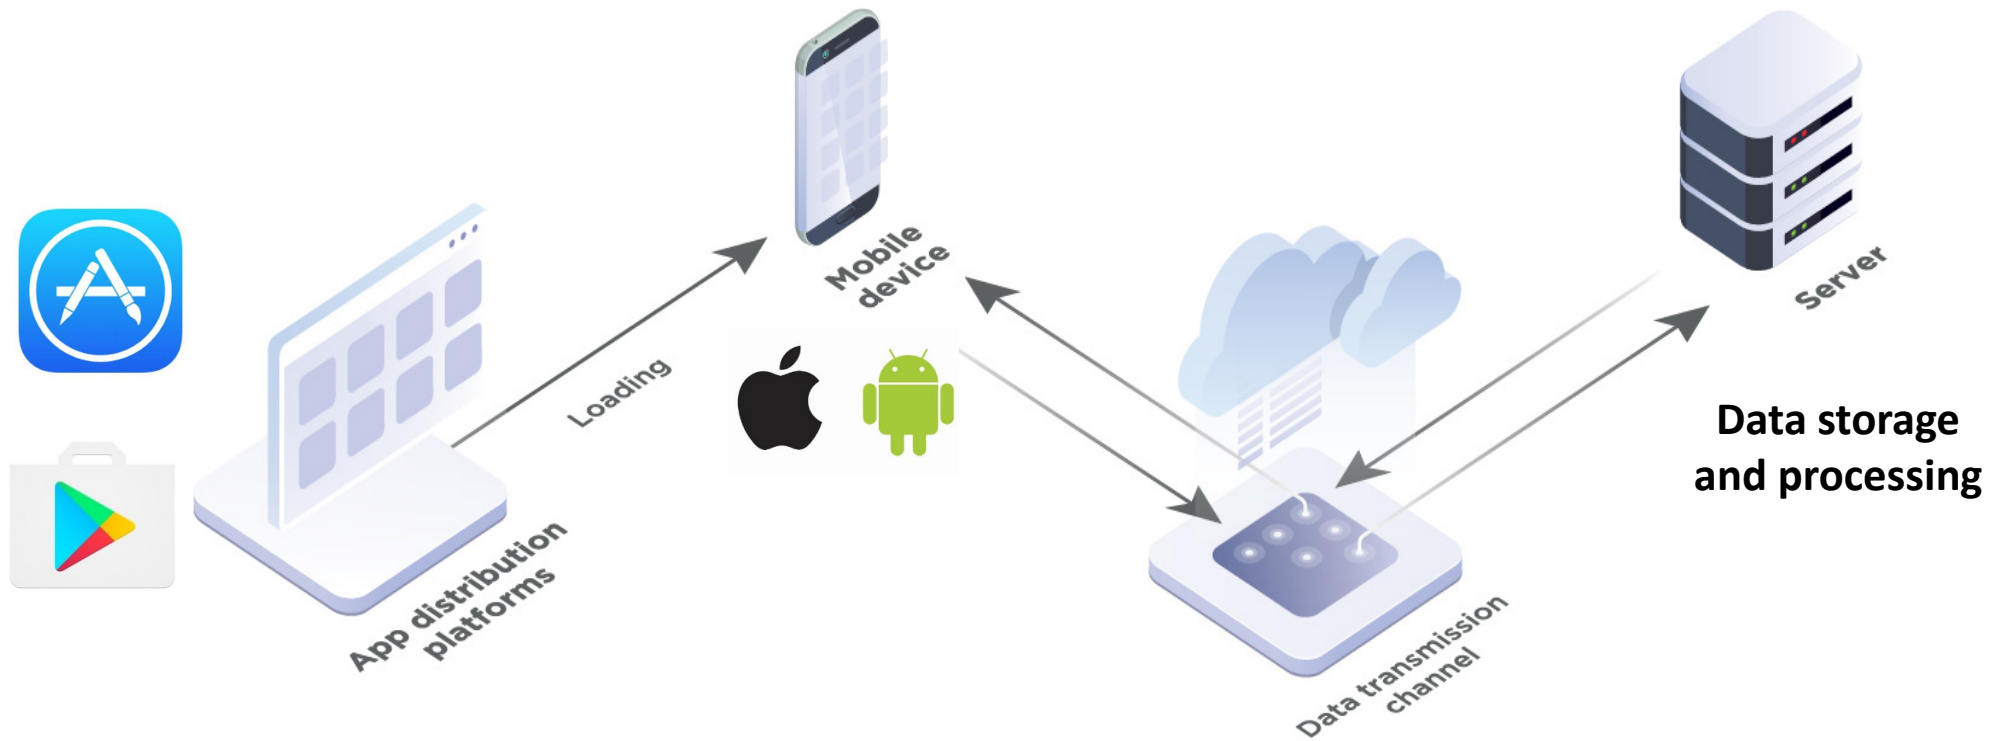 App distribution
platforms
Loading
Mobile
device
Data transmission
channel
Server
Data storage
and processing